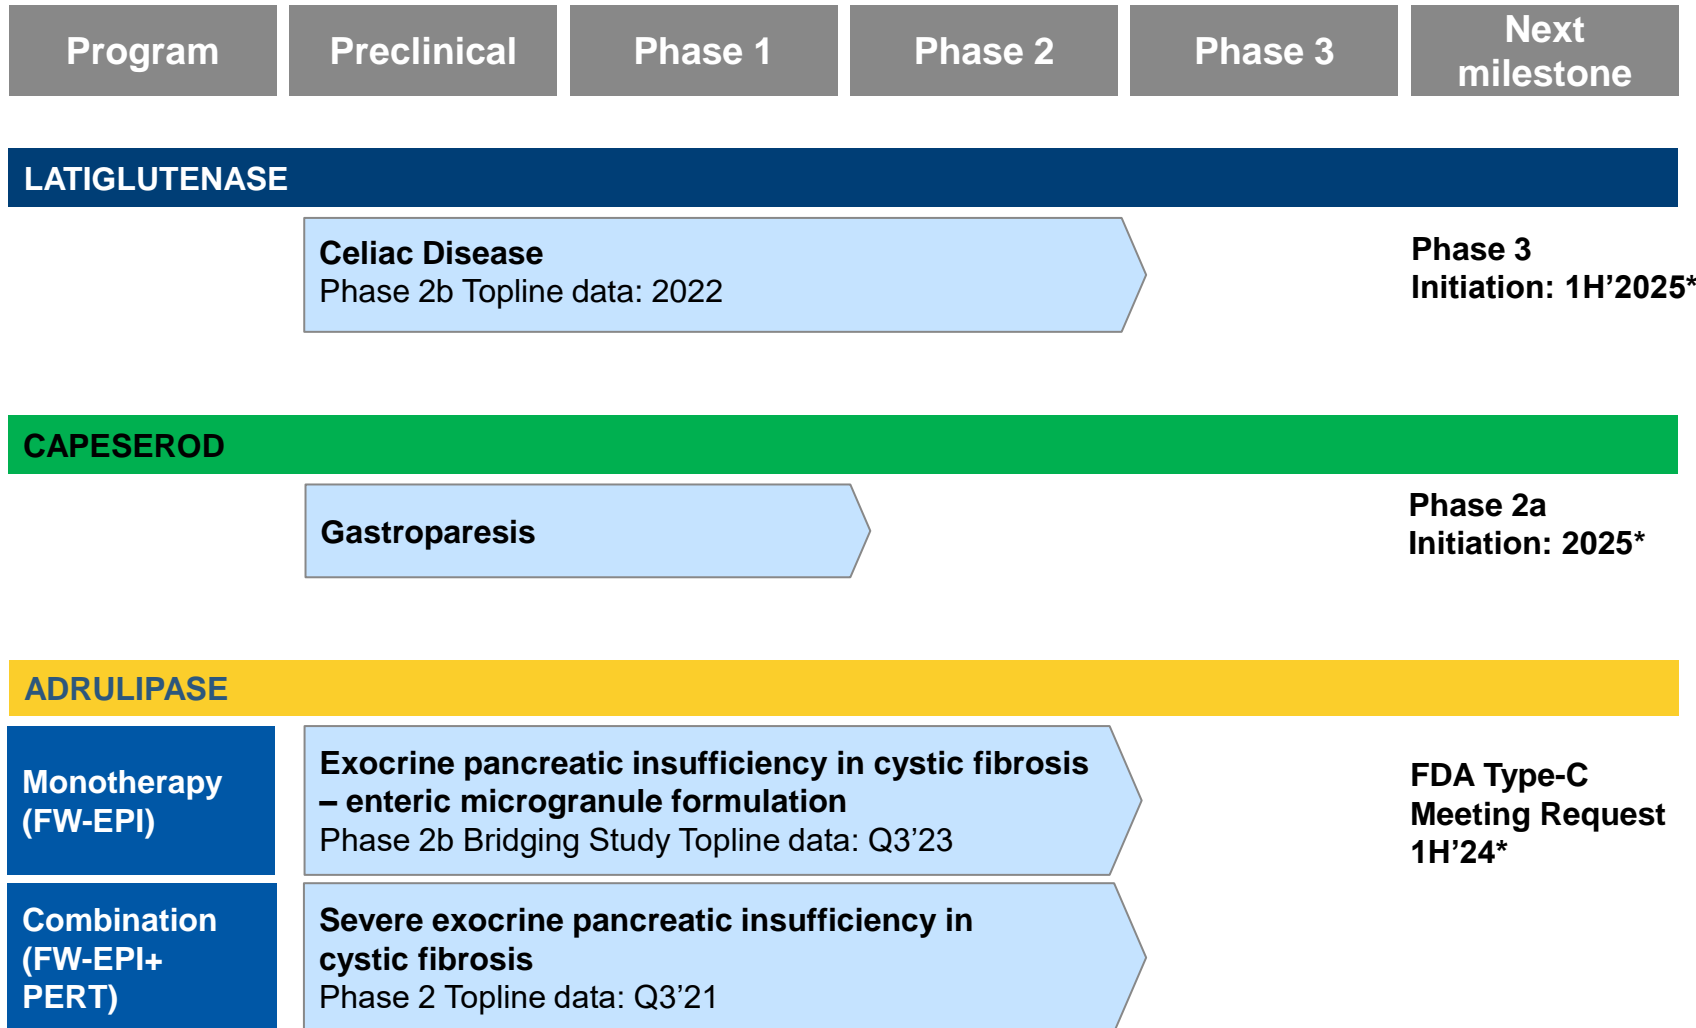 Program
Preclinical
Phase 1
Phase 2
Phase 3
Next
milestone
LATIGLUTENASE
Celiac Disease
Phase 2b Topline data: 2022
Phase 3
Initiation: 1H’2025*
CAPESEROD
Gastroparesis
Phase 2a
Initiation: 2025*
ADRULIPASE
Monotherapy
(FW-EPI)
Exocrine pancreatic insufficiency in cystic fibrosis
– enteric microgranule formulation
Phase 2b Bridging Study Topline data: Q3’23
FDA Type-C
Meeting Request
1H’24*
Combination
(FW-EPI+
PERT)
Severe exocrine pancreatic insufficiency in
cystic fibrosis
Phase 2 Topline data: Q3’21